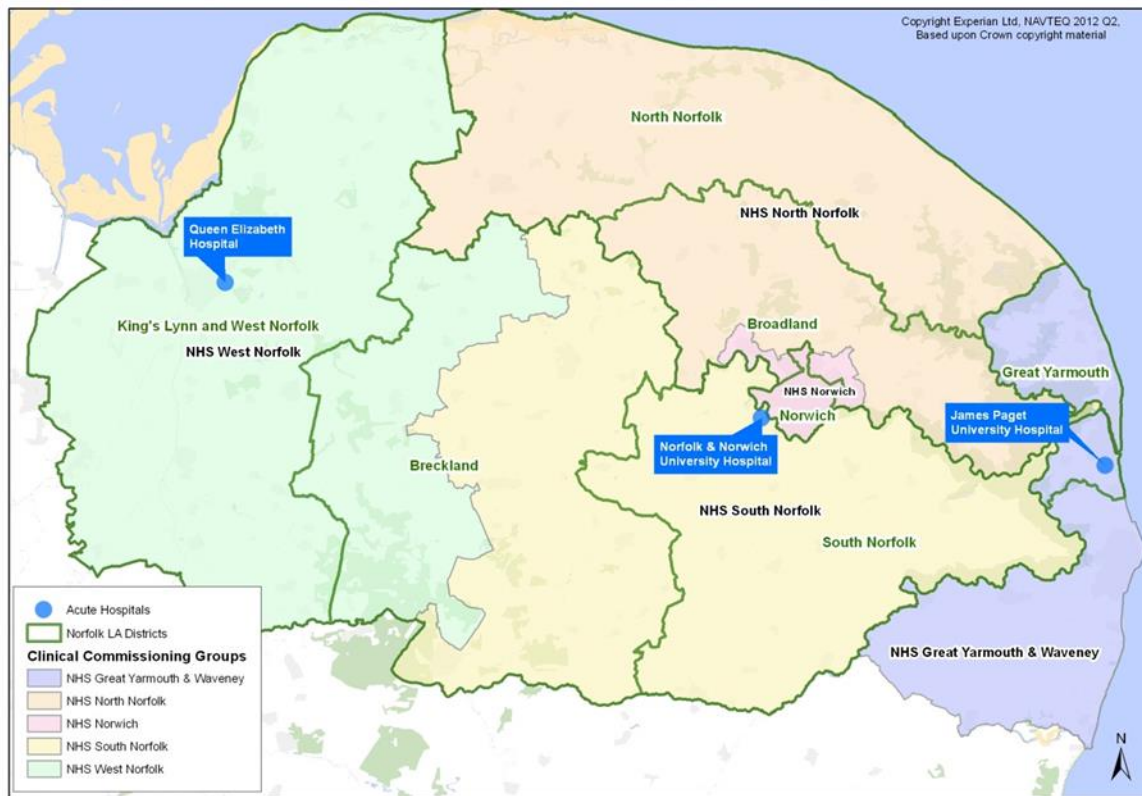 Copyright Experian Ltd, NAVTEQ 2012 Q2,
Based upon Crown copyright material
North Norfolk
NHS North Norfolk
Queen Elizabeth
Hospital
King's Lynn and West Norfolk
NHS West Norfolk
Broadland
Great Yarmouth
NHS Norwich
Norwich
James Paget
University Hospital
Norfolk & Norwich
University Hospital
Breckland
NHS South Norfolk
South Norfolk
NHS Great Yarmouth & Waveney
Acute Hospitals
Norfolk LA Districts
Clinical Commissioning Groups
NHS Great Yarmouth & Waveney
NHS North Norfolk
NHS Norwich
NHS South Norfolk
NHS West Norfolk
N